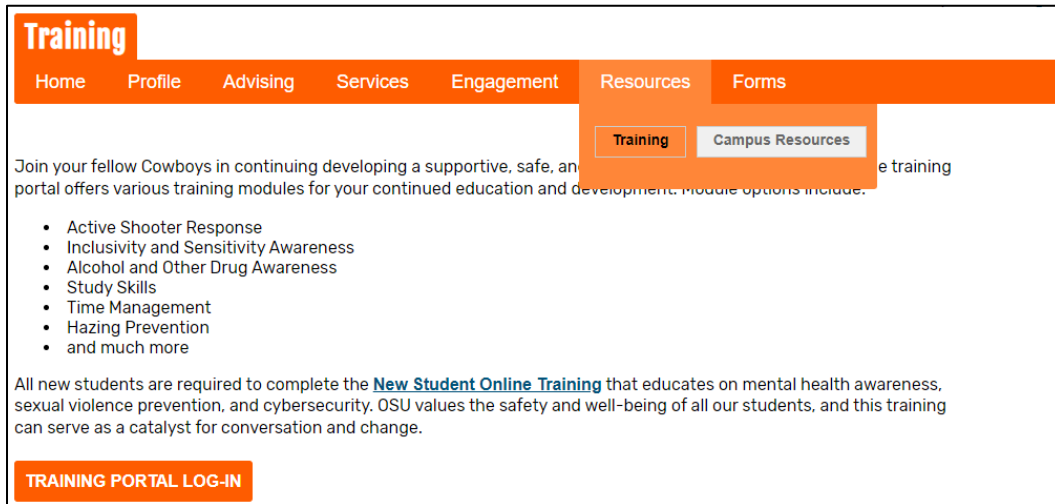 Training
Home Profile Advising Services Engagement Resources Forms
Training Campus Resources
Join your fellow Cowboys in continuing developing a supportive, safe, an e training
portal offers various training modules for your continued education and development. Module options include:
• Active Shooter Response
• Inclusivity and Sensitivity Awareness
• Alcohol and Other Drug Awareness
• Study Skills
• Time Management
• Hazing Prevention
• and much more
All new students are required to complete the New Student Online Training that educates on mental health awareness,
sexual violence prevention, and cybersecurity. OSU values the safety and well-being of all our students, and this training
can serve as a catalyst for conversation and change.
TRAINING PORTAL LOG-IN